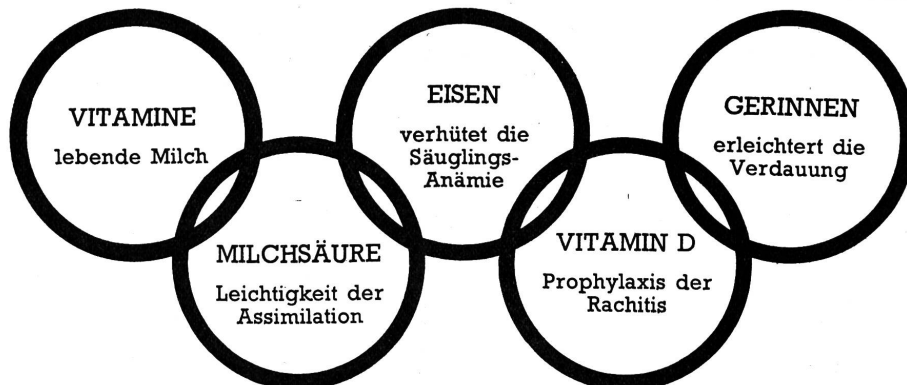 VITAMINE
lebende Milch
EISEN
verhütet die
Säuglings-
Anämie
GERINNEN
erleichtert die
Verdauung
MILCHSÄURE
Leichtigkeit der
Assimilation
VITAMIN D
Prophylaxis der
Rachitis